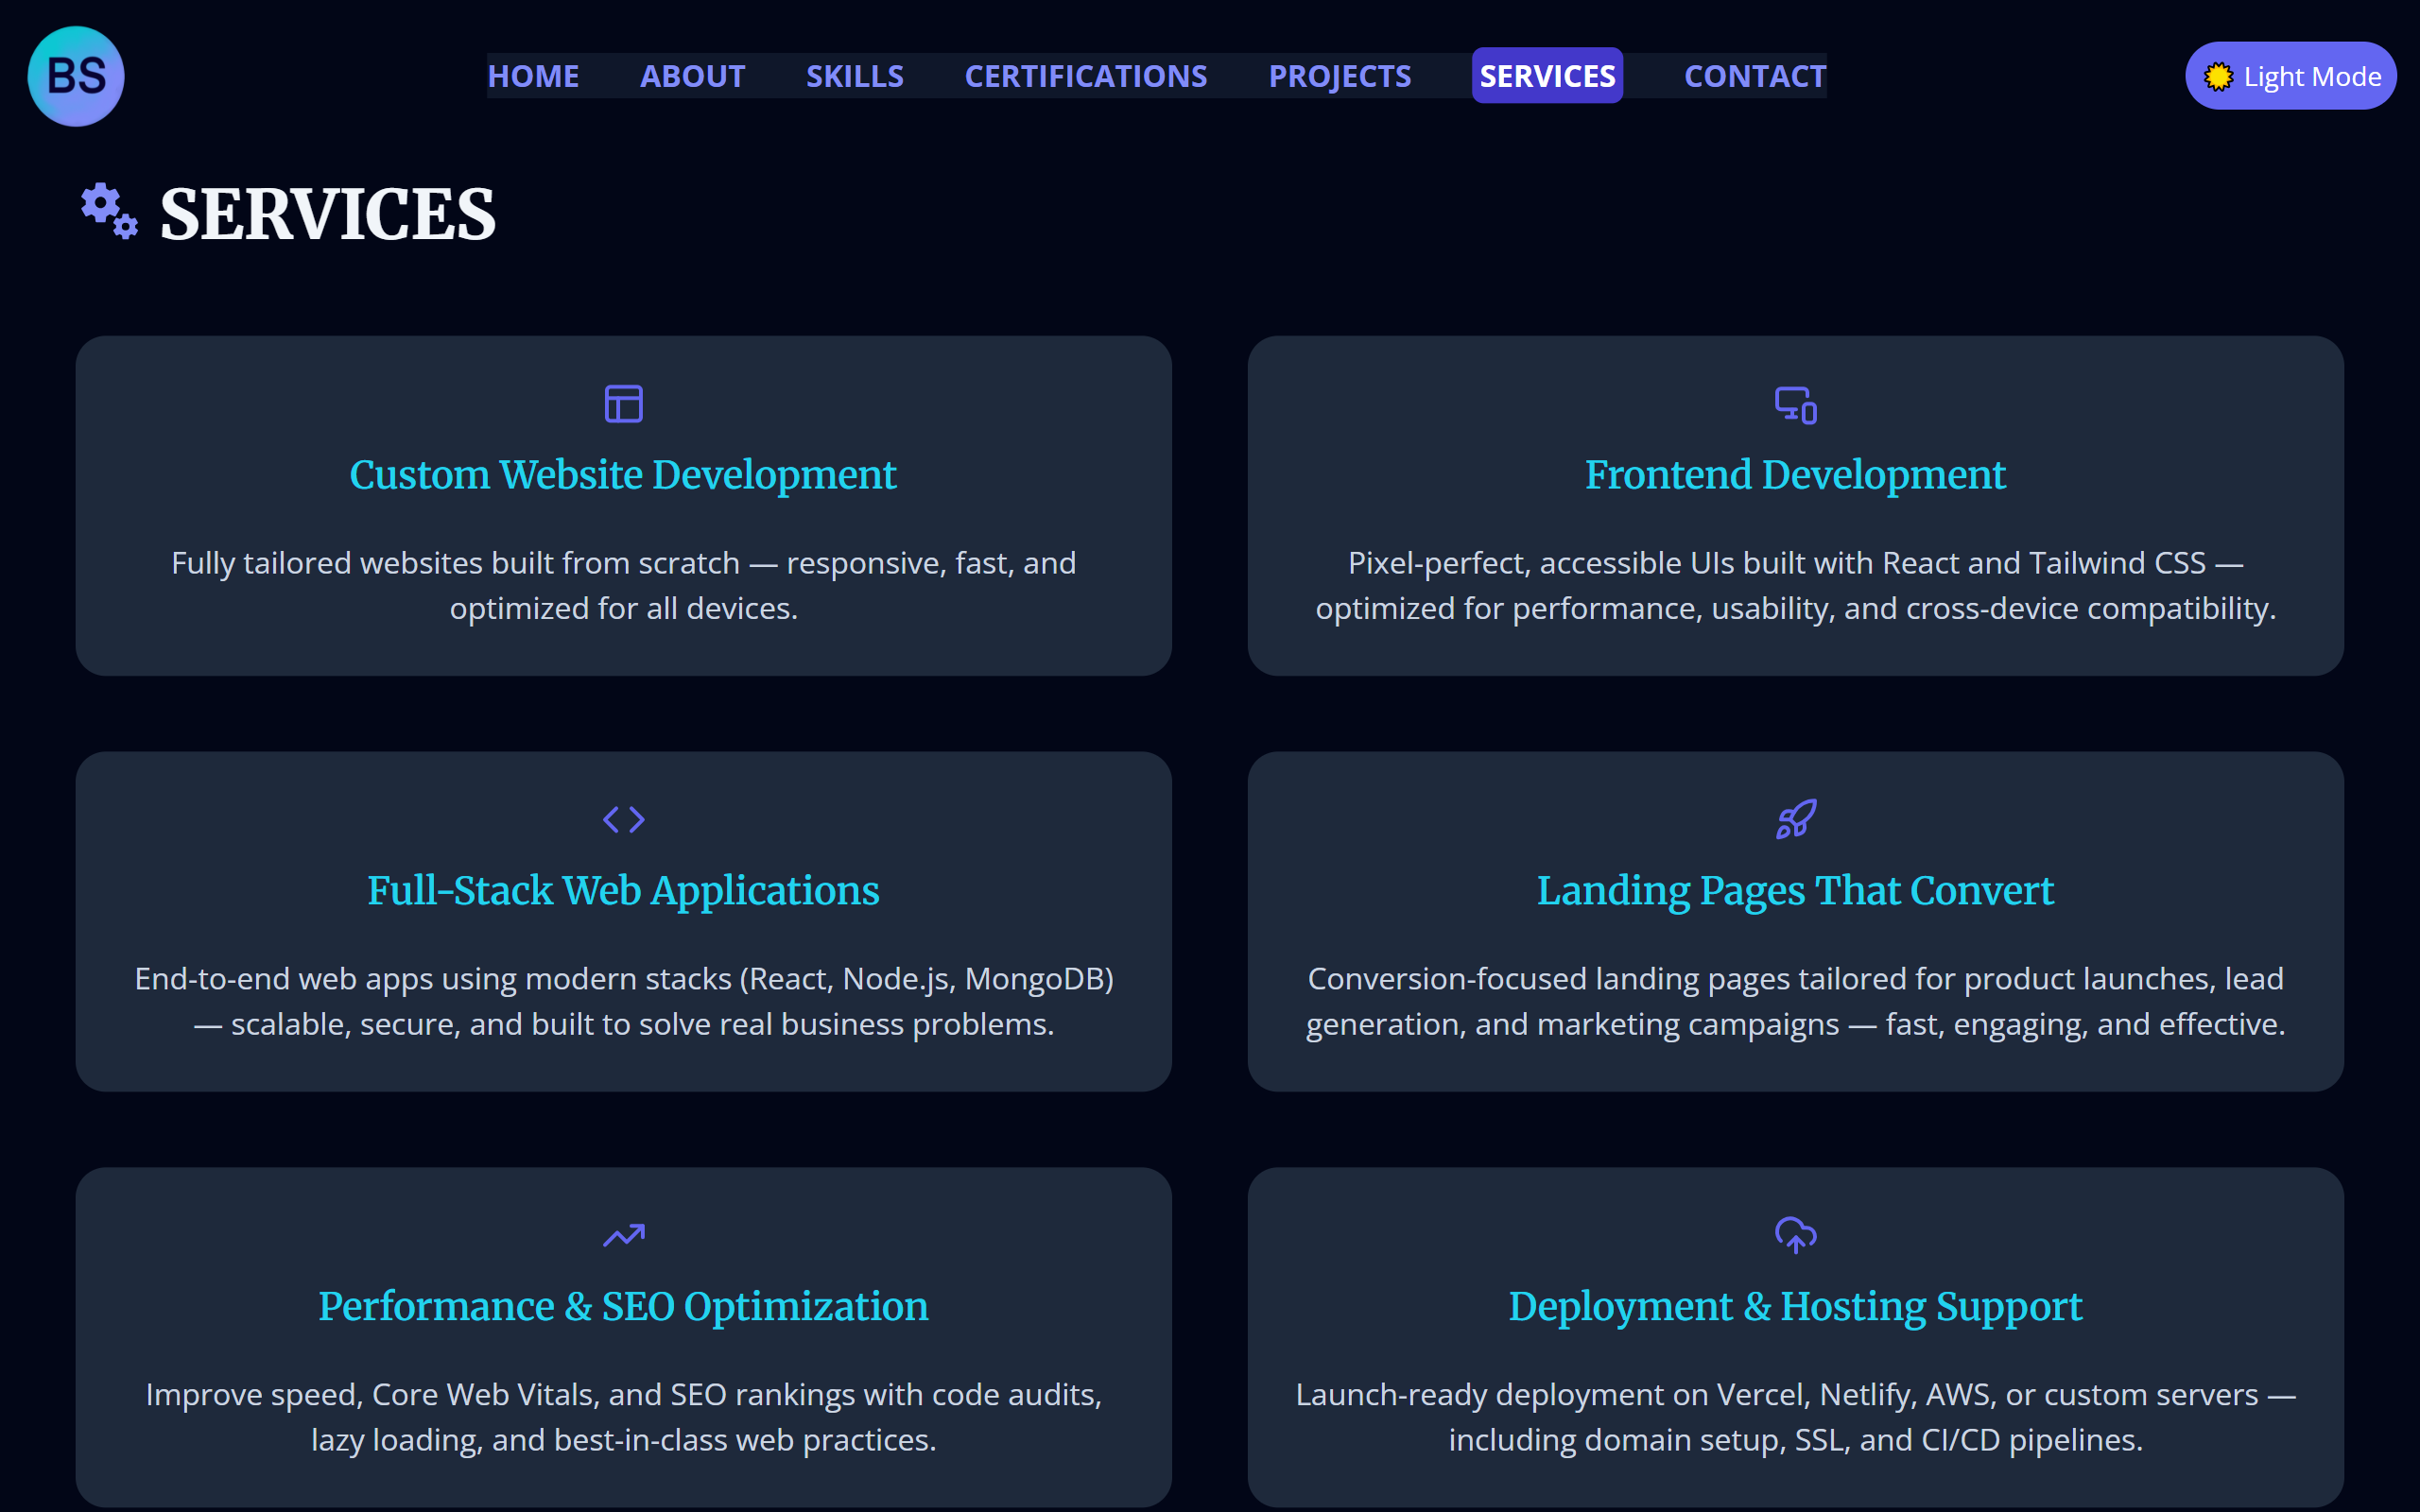 BS
HOME ABOUT SKILLS CERTIFICATIONS PROJECTS SERVICES CONTACT
Light Mode
SERVICES
Custom Website Development
Fully tailored websites built from scratch — responsive, fast, and
optimized for all devices.
Frontend Development
Pixel-perfect, accessible UIs built with React and Tailwind CSS —
optimized for performance, usability, and cross-device compatibility.
Full-Stack Web Applications
End-to-end web apps using modern stacks (React, Node.js, MongoDB)
— scalable, secure, and built to solve real business problems.
Landing Pages That Convert
Conversion-focused landing pages tailored for product launches, lead
generation, and marketing campaigns — fast, engaging, and effective.
Performance & SEO Optimization
Improve speed, Core Web Vitals, and SEO rankings with code audits,
lazy loading, and best-in-class web practices.
Deployment & Hosting Support
Launch-ready deployment on Vercel, Netlify, AWS, or custom servers —
including domain setup, SSL, and CI/CD pipelines.